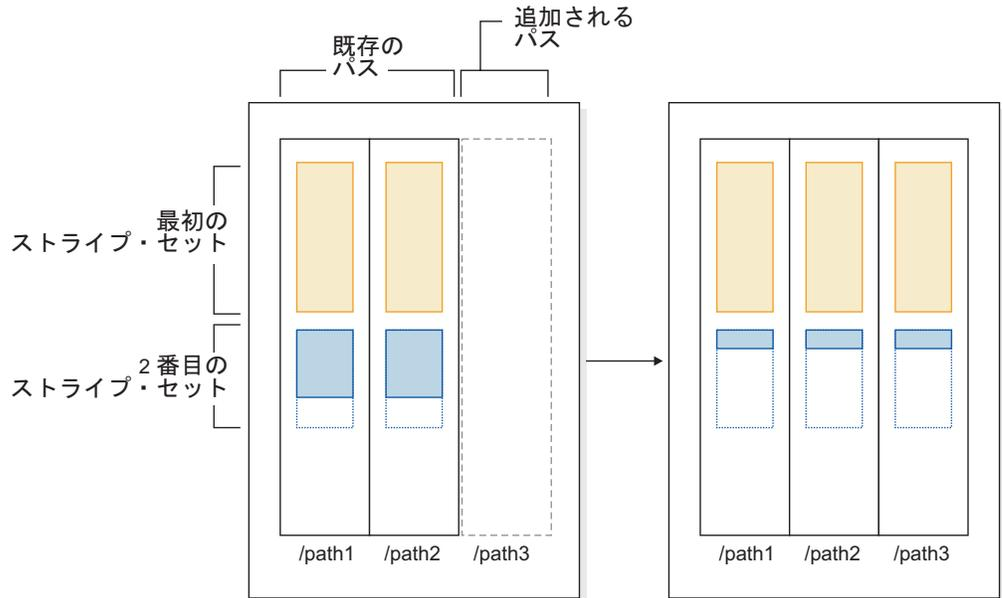 追加される
パス
既存の
パス
最初の
ストライプ・セット
2 番目の
ストライプ・セット
/path1
/path2
/path3
/path1
/path2
/path3